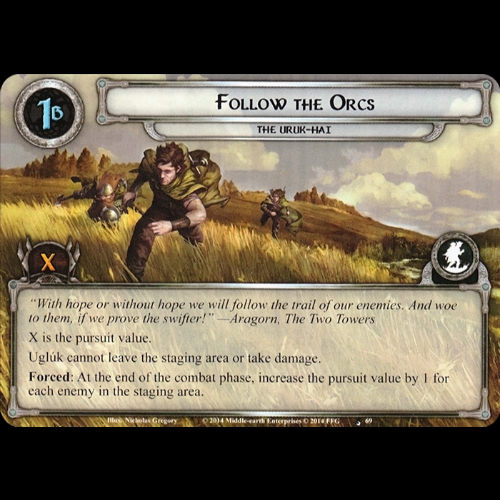 1B
FOLLOW THE ORCS
THE URUK-HAI
X
“With hope or without hope we will follow the trail of our enemies. And woe
to them, if we prove the swifter!” —Aragorn, The Two Towers
X is the pursuit value.
Uglúk cannot leave the staging area or take damage.
Forced: At the end of the combat phase, increase the pursuit value by 1 for
each enemy in the staging area.
Illus. Nicholas Gregory © 2014 Middle-earth Enterprises © 2014 FFG 69